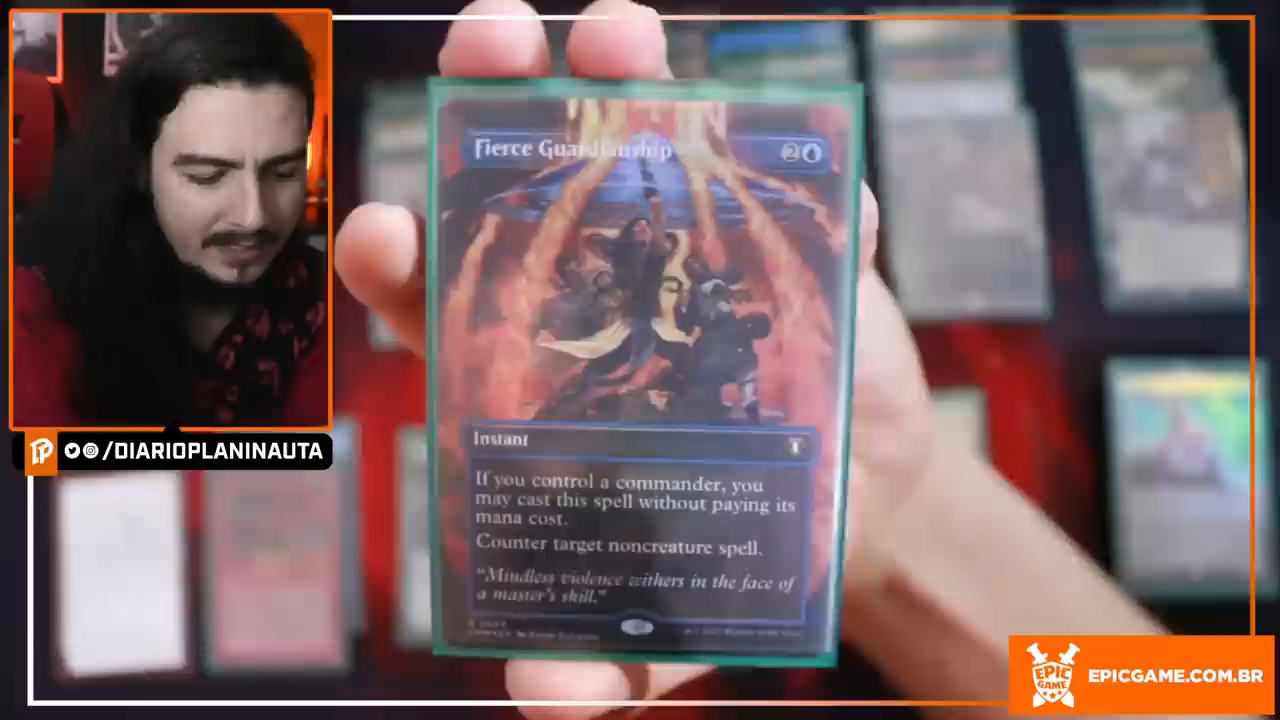 Fierce Guardianship 2
Instant
If you control a commander, you
may cast this spell without paying its
mana cost.
Counter target noncreature spell.
"Mindless violence withers in the face of
a master's skill."
/DIARIOPLANINAUTA
EPIC
GAME
EPICGAME.COM.BR